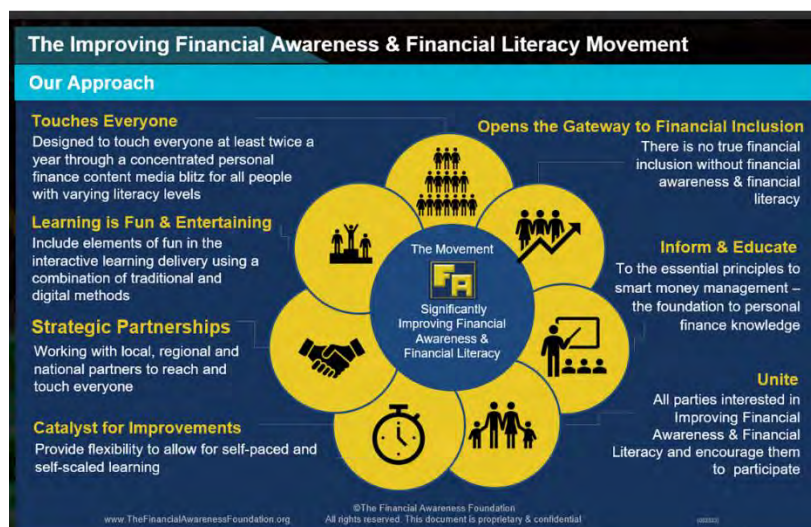 The Improving Financial Awareness & Financial Literacy Movement
Our Approach
Touches Everyone
Designed to touch everyone at least twice a
year through a concentrated personal
finance content media blitz for all people
with varying literacy levels
Learning is Fun & Entertaining
Include elements of fun in the
interactive learning delivery using a
combination of traditional and
digital methods
Strategic Partnerships
Working with local, regional and
national partners to reach and
touch everyone
Catalyst for Improvements
Provide flexibility to allow for self-paced and
self-scaled learning
The Movement
FA
Significantly
Improving Financial
Awareness &
Financial Literacy
Opens the Gateway to Financial Inclusion
There is no true financial
inclusion without financial
awareness & financial
literacy
Inform & Educate
To the essential principles to
smart money management –
the foundation to personal
finance knowledge
Unite
All parties interested in
Improving Financial
Awareness & Financial
Literacy and encourage them
to participate
www.TheFinancialAwarenessFoundation.org
©The Financial Awareness Foundation
All rights reserved. This document is proprietary & confidential